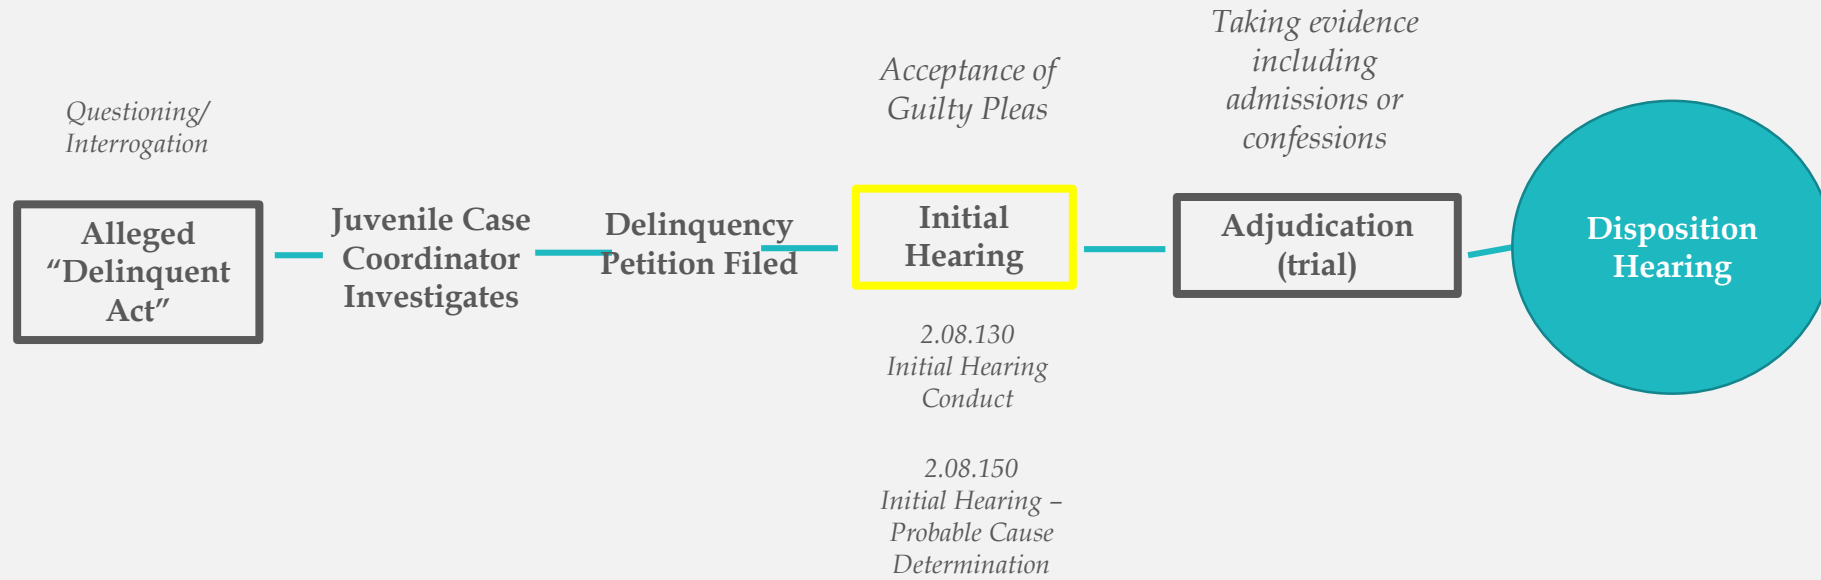 Questioning/
Interrogation
Alleged
“Delinquent
Act”
Juvenile Case
Coordinator
Investigates
Delinquency
Petition Filed
Acceptance of
Guilty Pleas
Initial
Hearing
2.08.130
Initial Hearing
Conduct
2.08.150
Initial Hearing –
Probable Cause
Determination
Taking evidence
including
admissions or
confessions
Adjudication
(trial)
Disposition
Hearing